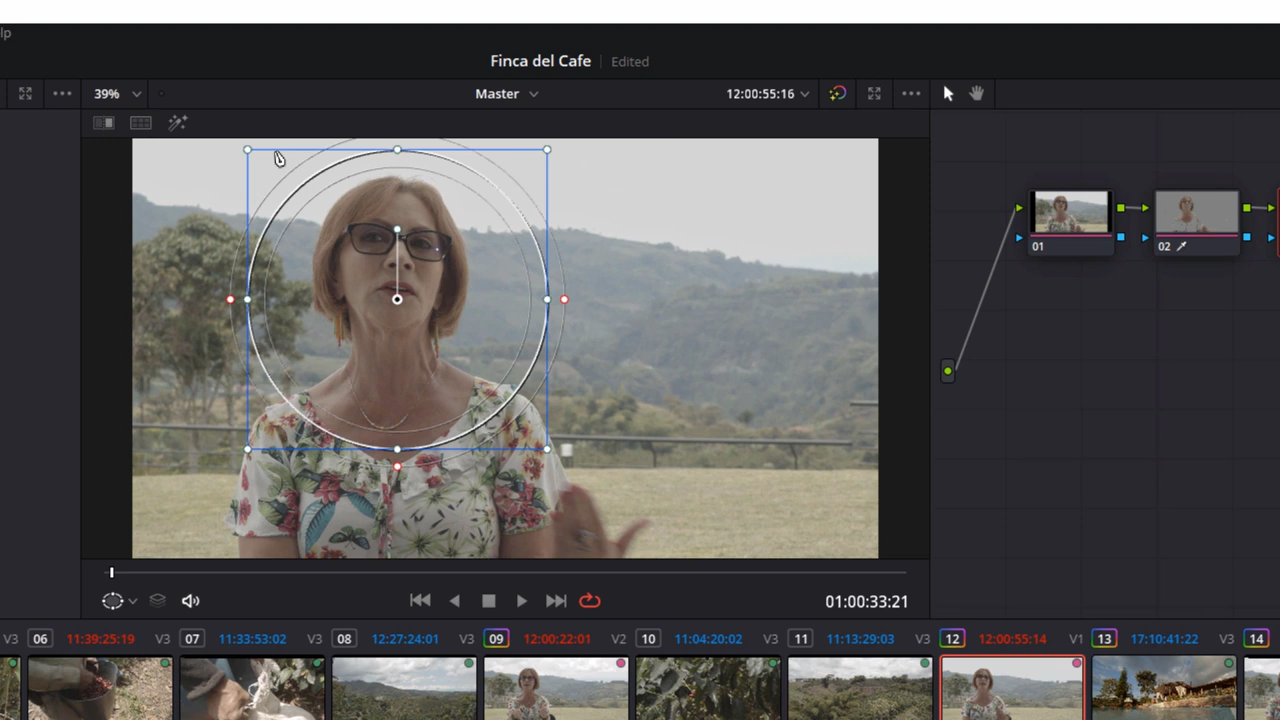 lp
Finca del Cafe | Edited
39% Master 12:00:55:16
01 02
01:00:33:21
V3 06 11:39:25:19 V3 07 11:33:53:02 V3 08 12:27:24:01 V3 09 12:00:22:01 V2 10 11:04:20:02 V3 11 11:13:29:03 V3 12 12:00:55:14 V1 13 17:10:41:22 V3 14